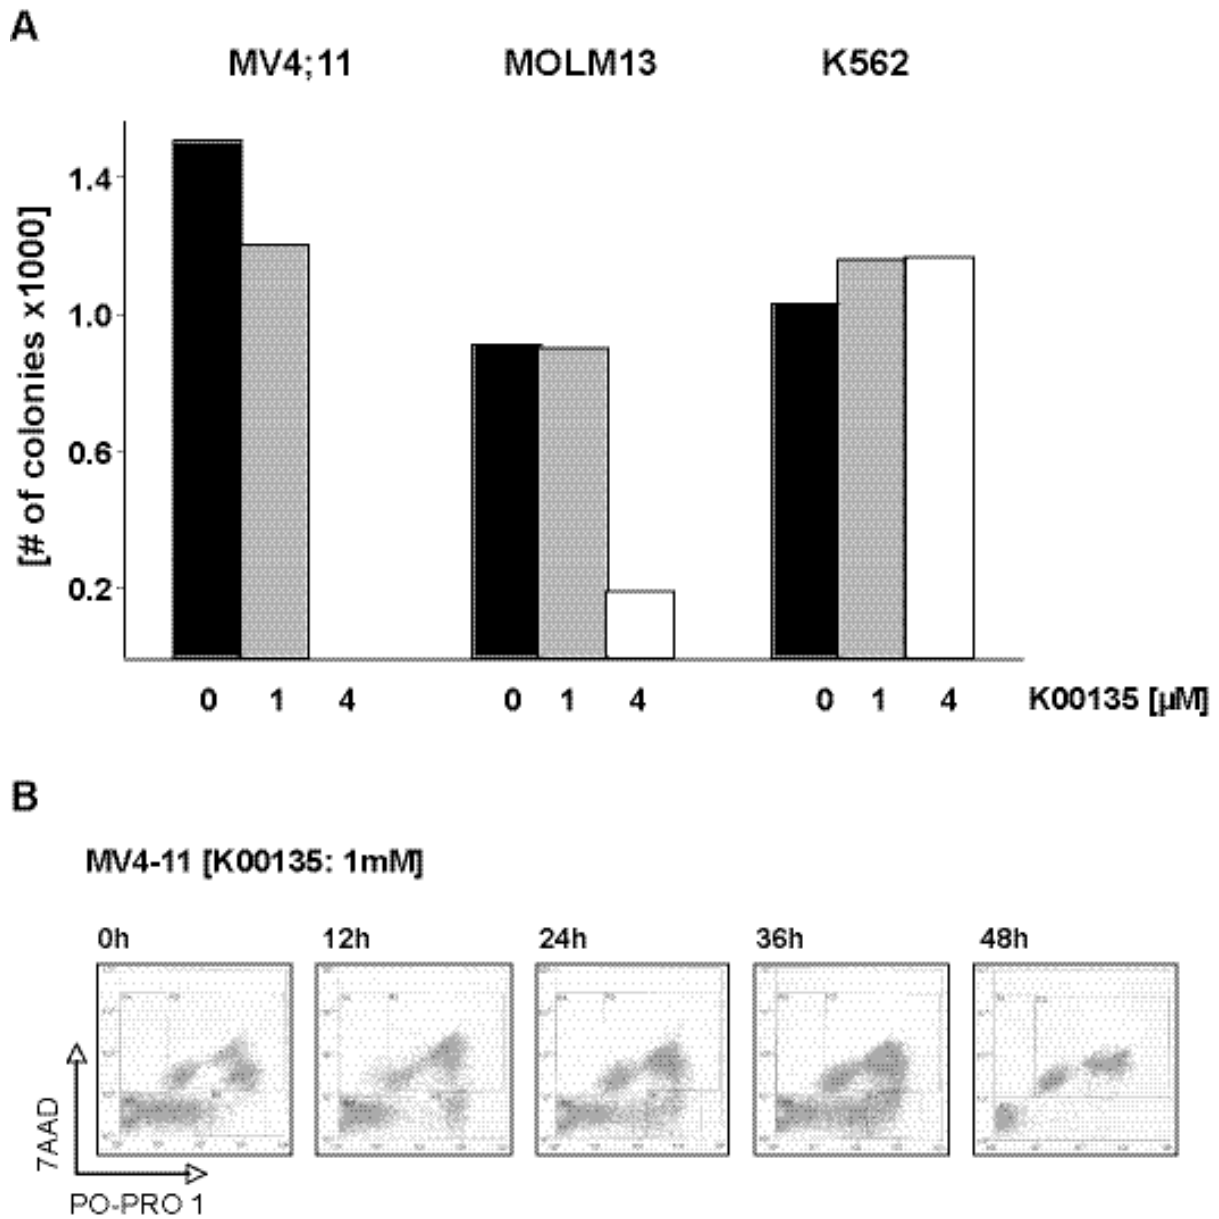 A
MV4;11 MOLM13 K562
[# of colonies x1000]
1.4
1.0
0.6
0.2
0 1 4 0 1 4 0 1 4 K00135 [µM]
B
MV4-11 [K00135: 1mM]
0h 12h 24h 36h 48h
7AAD
PO-PRO 1